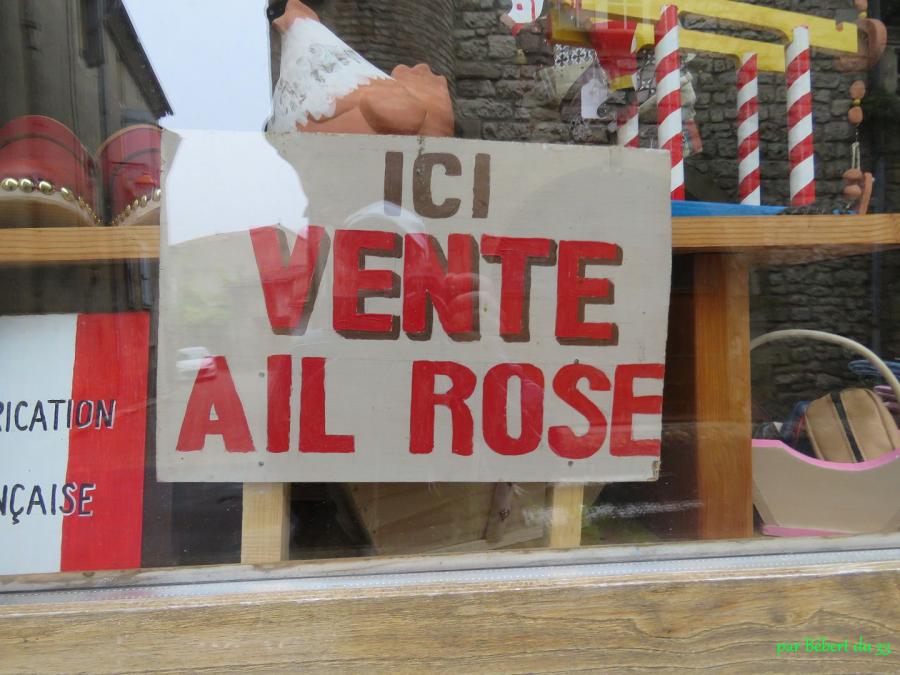 ICI
VENTE
AIL ROSE
RICATION
NÇAISE
par Bébert du 33